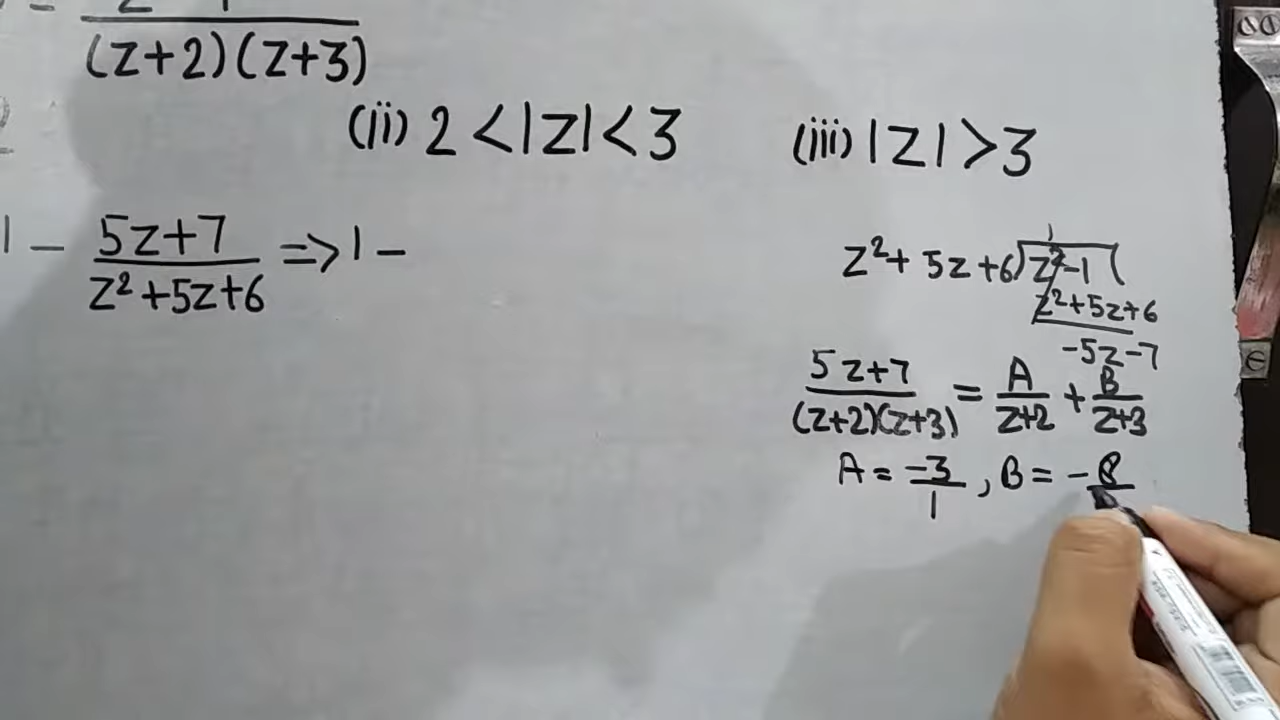 (z+2)(z+3)
(ii) 2 < |z| < 3
(iii) |z| > 3
1 - 5z+7 / z²+5z+6 => 1 -
1
z² + 5z + 6) z² - 1 (
z² + 5z + 6
-5z - 7
5z+7 / (z+2)(z+3) = A / z+2 + B / z+3
A = -3 / 1 , B = -8